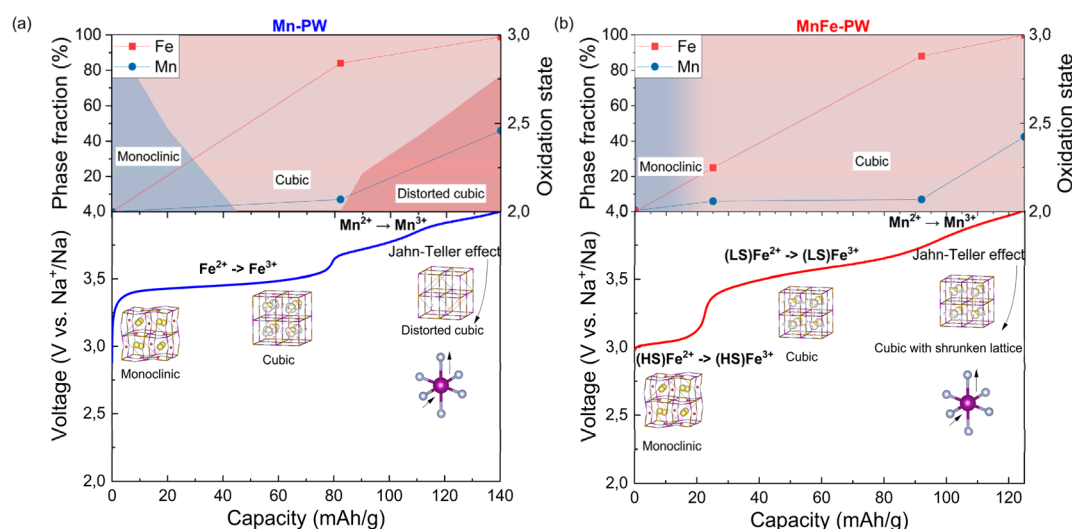 (a)
Mn-PW
Phase fraction (%)
100
80
60
40
20
4,0
Fe
Mn
Monoclinic
Cubic
Distorted cubic
3,0
2,5
2,0
Oxidation state
Voltage (V vs. Na⁺/Na)
3,5
3,0
2,5
2,0
Mn²⁺ → Mn³⁺
Fe²⁺ -> Fe³⁺
Jahn-Teller effect
Monoclinic
Cubic
Distorted cubic
0
20
40
60
80
100
120
140
Capacity (mAh/g)
(b)
MnFe-PW
Phase fraction (%)
100
80
60
40
20
4,0
Fe
Mn
Monoclinic
Cubic
3,0
2,5
2,0
Oxidation state
Voltage (V vs. Na⁺/Na)
3,5
3,0
2,5
2,0
Mn²⁺ → Mn³⁺
(LS)Fe²⁺ -> (LS)Fe³⁺
Jahn-Teller effect
Cubic
Cubic with shrunken lattice
(HS)Fe²⁺ -> (HS)Fe³⁺
Monoclinic
0
20
40
60
80
100
120
Capacity (mAh/g)